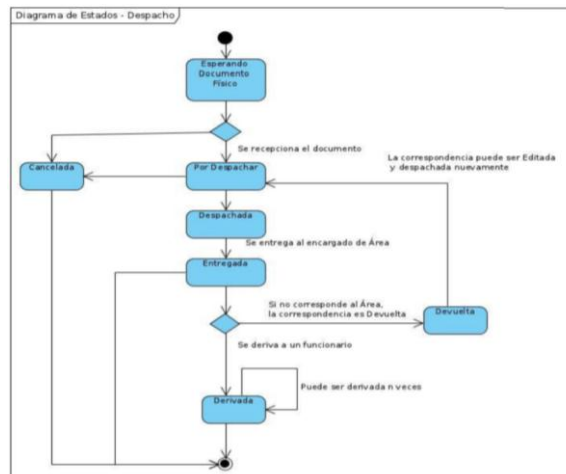 Diagrama de Estados - Despacho
Esperando
Documento
Físico
Se recepciona el documento
La correspondencia puede ser Editada
y despachada nuevamente
Cancelada
Por Despachar
Despachada
Se entrega al encargado de Área
Entregada
Si no corresponde al Área,
la correspondencia es Devuelta
Devuelta
Se deriva a un funcionario
Puede ser derivada n veces
Derivada